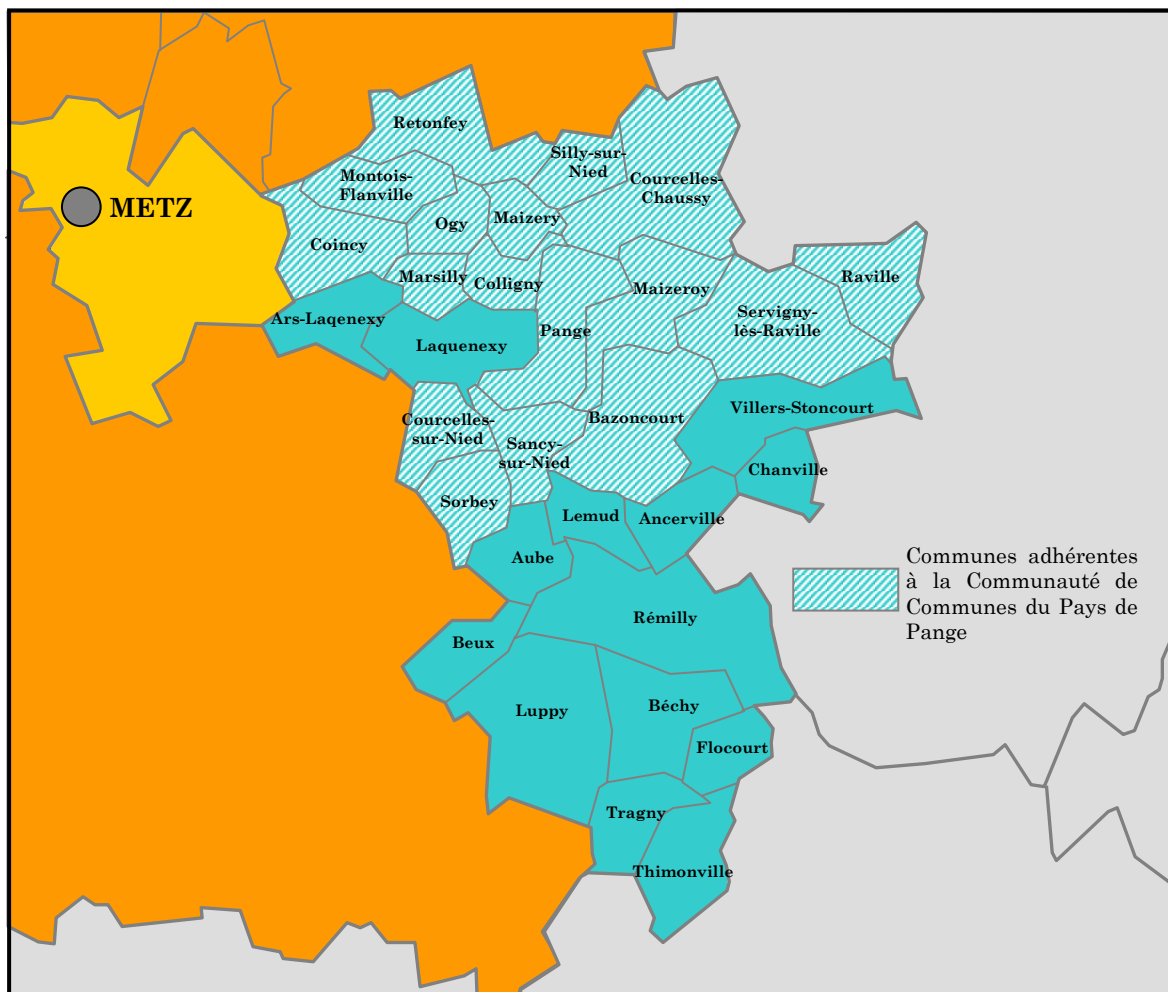 Retonfey
Silly-sur-
Nied
Montois-
Flanville
Courcelles-
Chaussy
METZ
Ogy
Maizery
Coincy
Marsilly
Colligny
Maizeroy
Raville
Servigny-
lès-Raville
Ars-Laqenexy
Laquenexy
Pange
Villers-Stoncourt
Courcelles-
sur-Nied
Bazoncourt
Sancy-
sur-Nied
Chanville
Sorbey
Lemud
Ancerville
Aube
Communes adhérentes
à la Communauté de
Communes du Pays de
Pange
Rémilly
Beux
Luppy
Béchy
Flocourt
Tragny
Thimonville